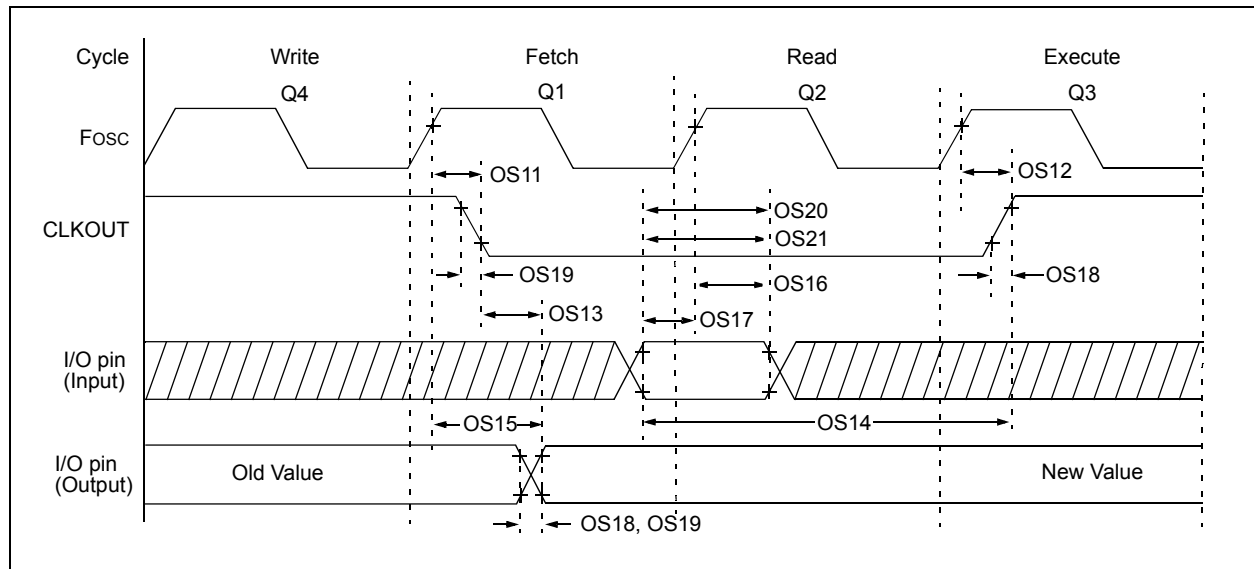 Cycle Write Fetch Read Execute
Q4 Q1 Q2 Q3
FOSC
OS11 OS12
OS20
CLKOUT
OS21
OS19 OS16 OS18
OS13 OS17
I/O pin
(Input)
OS15 OS14
I/O pin
(Output)
Old Value New Value
OS18, OS19